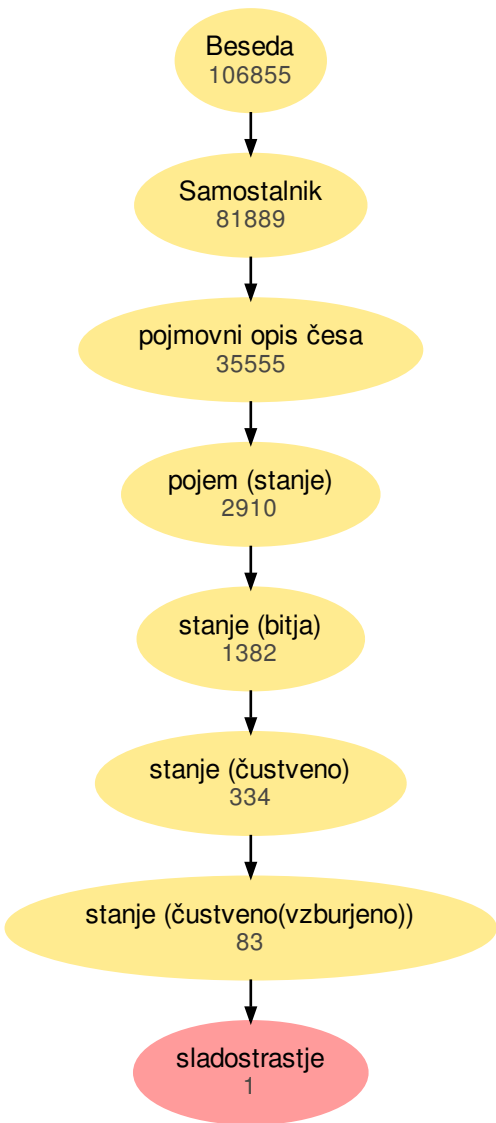 Beseda
106855
Samostalnik
81889
pojmovni opis česa
35555
pojem (stanje)
2910
stanje (bitja)
1382
stanje (čustveno)
334
stanje (čustveno(vzburjeno))
83
sladostrastje
1